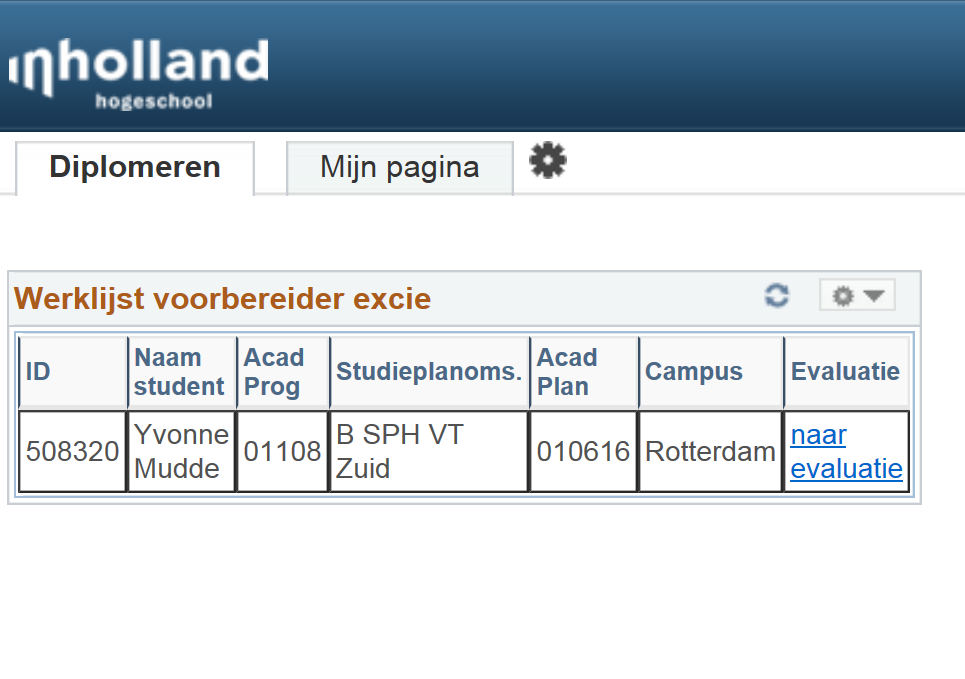 inholland
hogeschool
Diplomeren
Mijn pagina
Werklijst voorbereider excie
ID
Naam
student
Acad
Prog
Studieplanoms.
Acad
Plan
Campus
Evaluatie
508320
Yvonne
Mudde
01108
B SPH VT
Zuid
010616
Rotterdam
naar
evaluatie